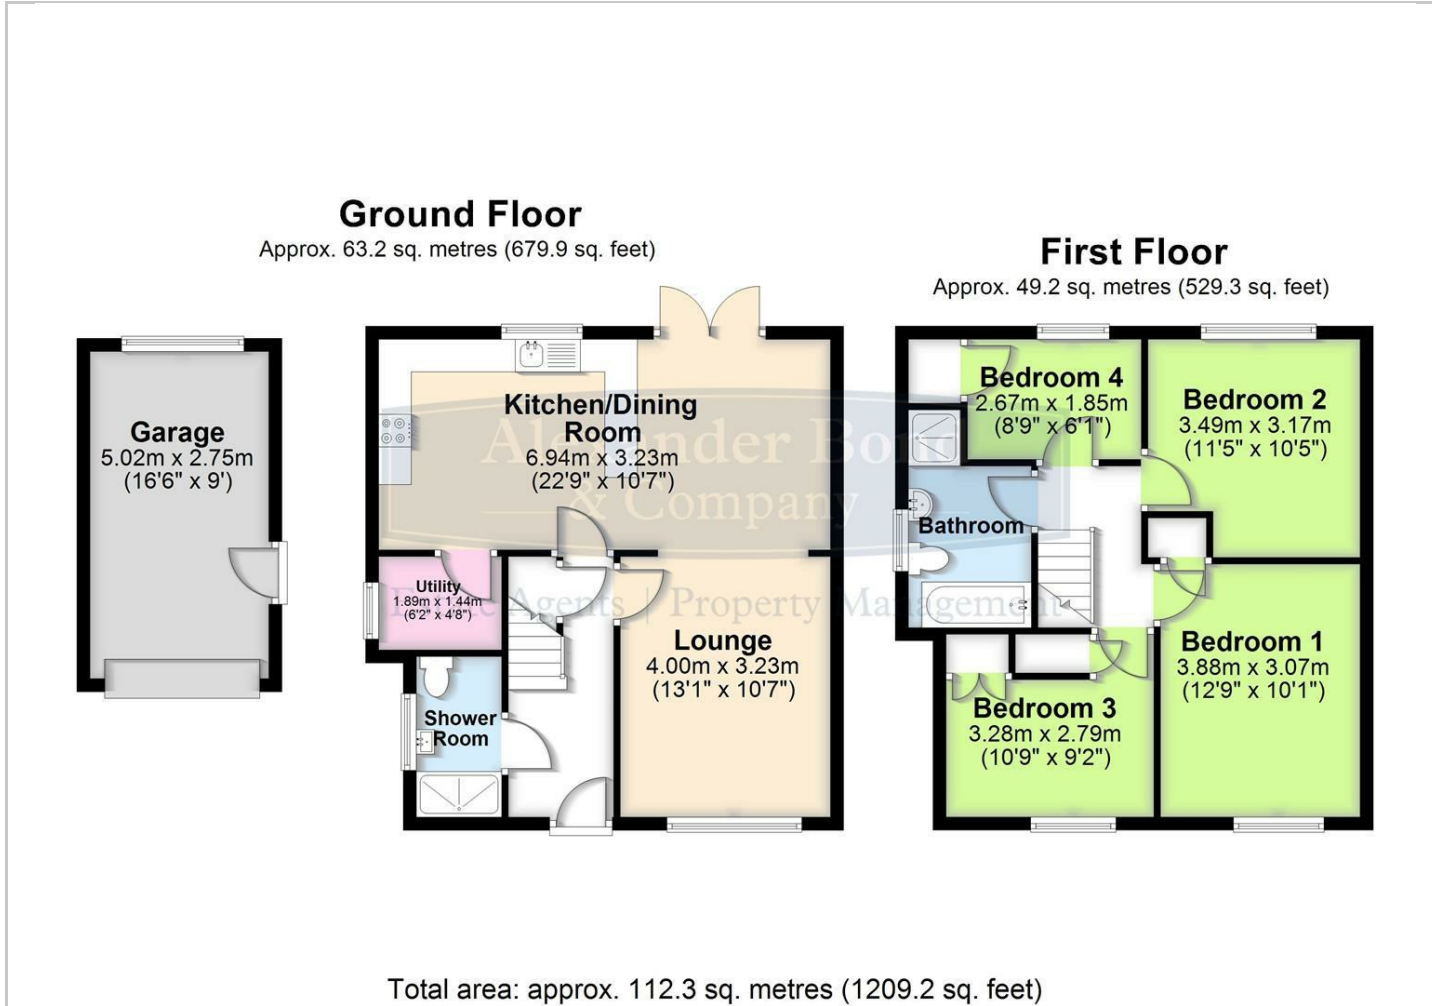 Ground Floor
Approx. 63.2 sq. metres (679.9 sq. feet)
First Floor
Approx. 49.2 sq. metres (529.3 sq. feet)
Garage
5.02m x 2.75m
(16'6" x 9')
Kitchen/Dining
Room
6.94m x 3.23m
(22'9" x 10'7")
Utility
1.89m x 1.44m
(6'2" x 4'8")
Lounge
4.00m x 3.23m
(13'1" x 10'7")
Shower
Room
Bedroom 4
2.67m x 1.85m
(8'9" x 6'1")
Bedroom 2
3.49m x 3.17m
(11'5" x 10'5")
Bathroom
Bedroom 1
3.88m x 3.07m
(12'9" x 10'1")
Bedroom 3
3.28m x 2.79m
(10'9" x 9'2")
Alexander Bond
& Company
Estate Agents | Property Management
Total area: approx. 112.3 sq. metres (1209.2 sq. feet)